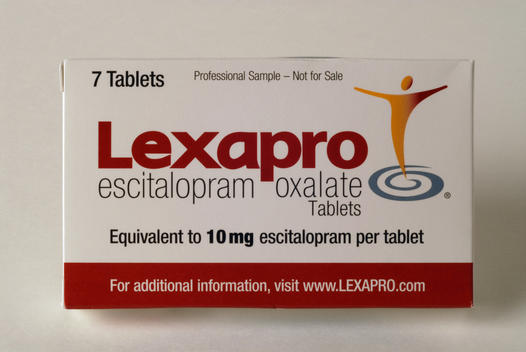 7 Tablets
Professional Sample – Not for Sale
Lexapro
escitalopram oxalate
Tablets
®
Equivalent to 10 mg escitalopram per tablet
For additional information, visit www.LEXAPRO.com